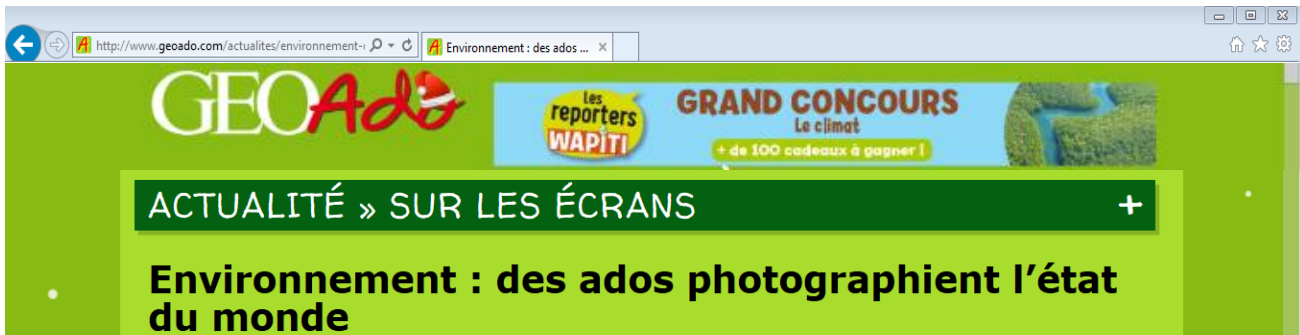 http://www.geoado.com/actualites/environnement-
Environnement : des ados ...
GEOAdo
les
reporters
WAPITI
GRAND CONCOURS
Le climat
+ de 100 cadeaux à gagner !
ACTUALITÉ » SUR LES ÉCRANS +
Environnement : des ados photographient l'état
du monde